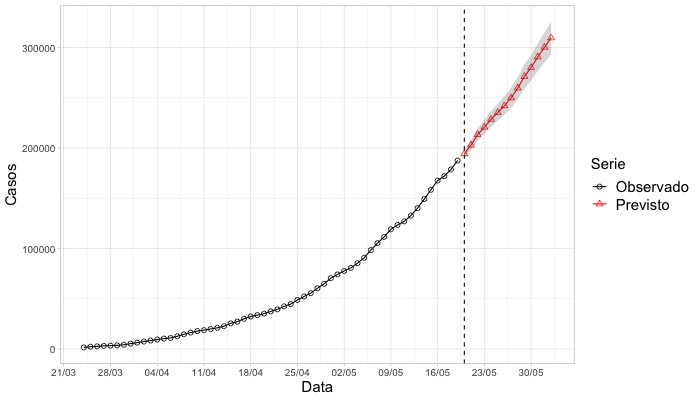 300000
200000
100000
0
Casos
21/03 28/03 04/04 11/04 18/04 25/04 02/05 09/05 16/05 23/05 30/05
Data
Serie
Observado
Previsto